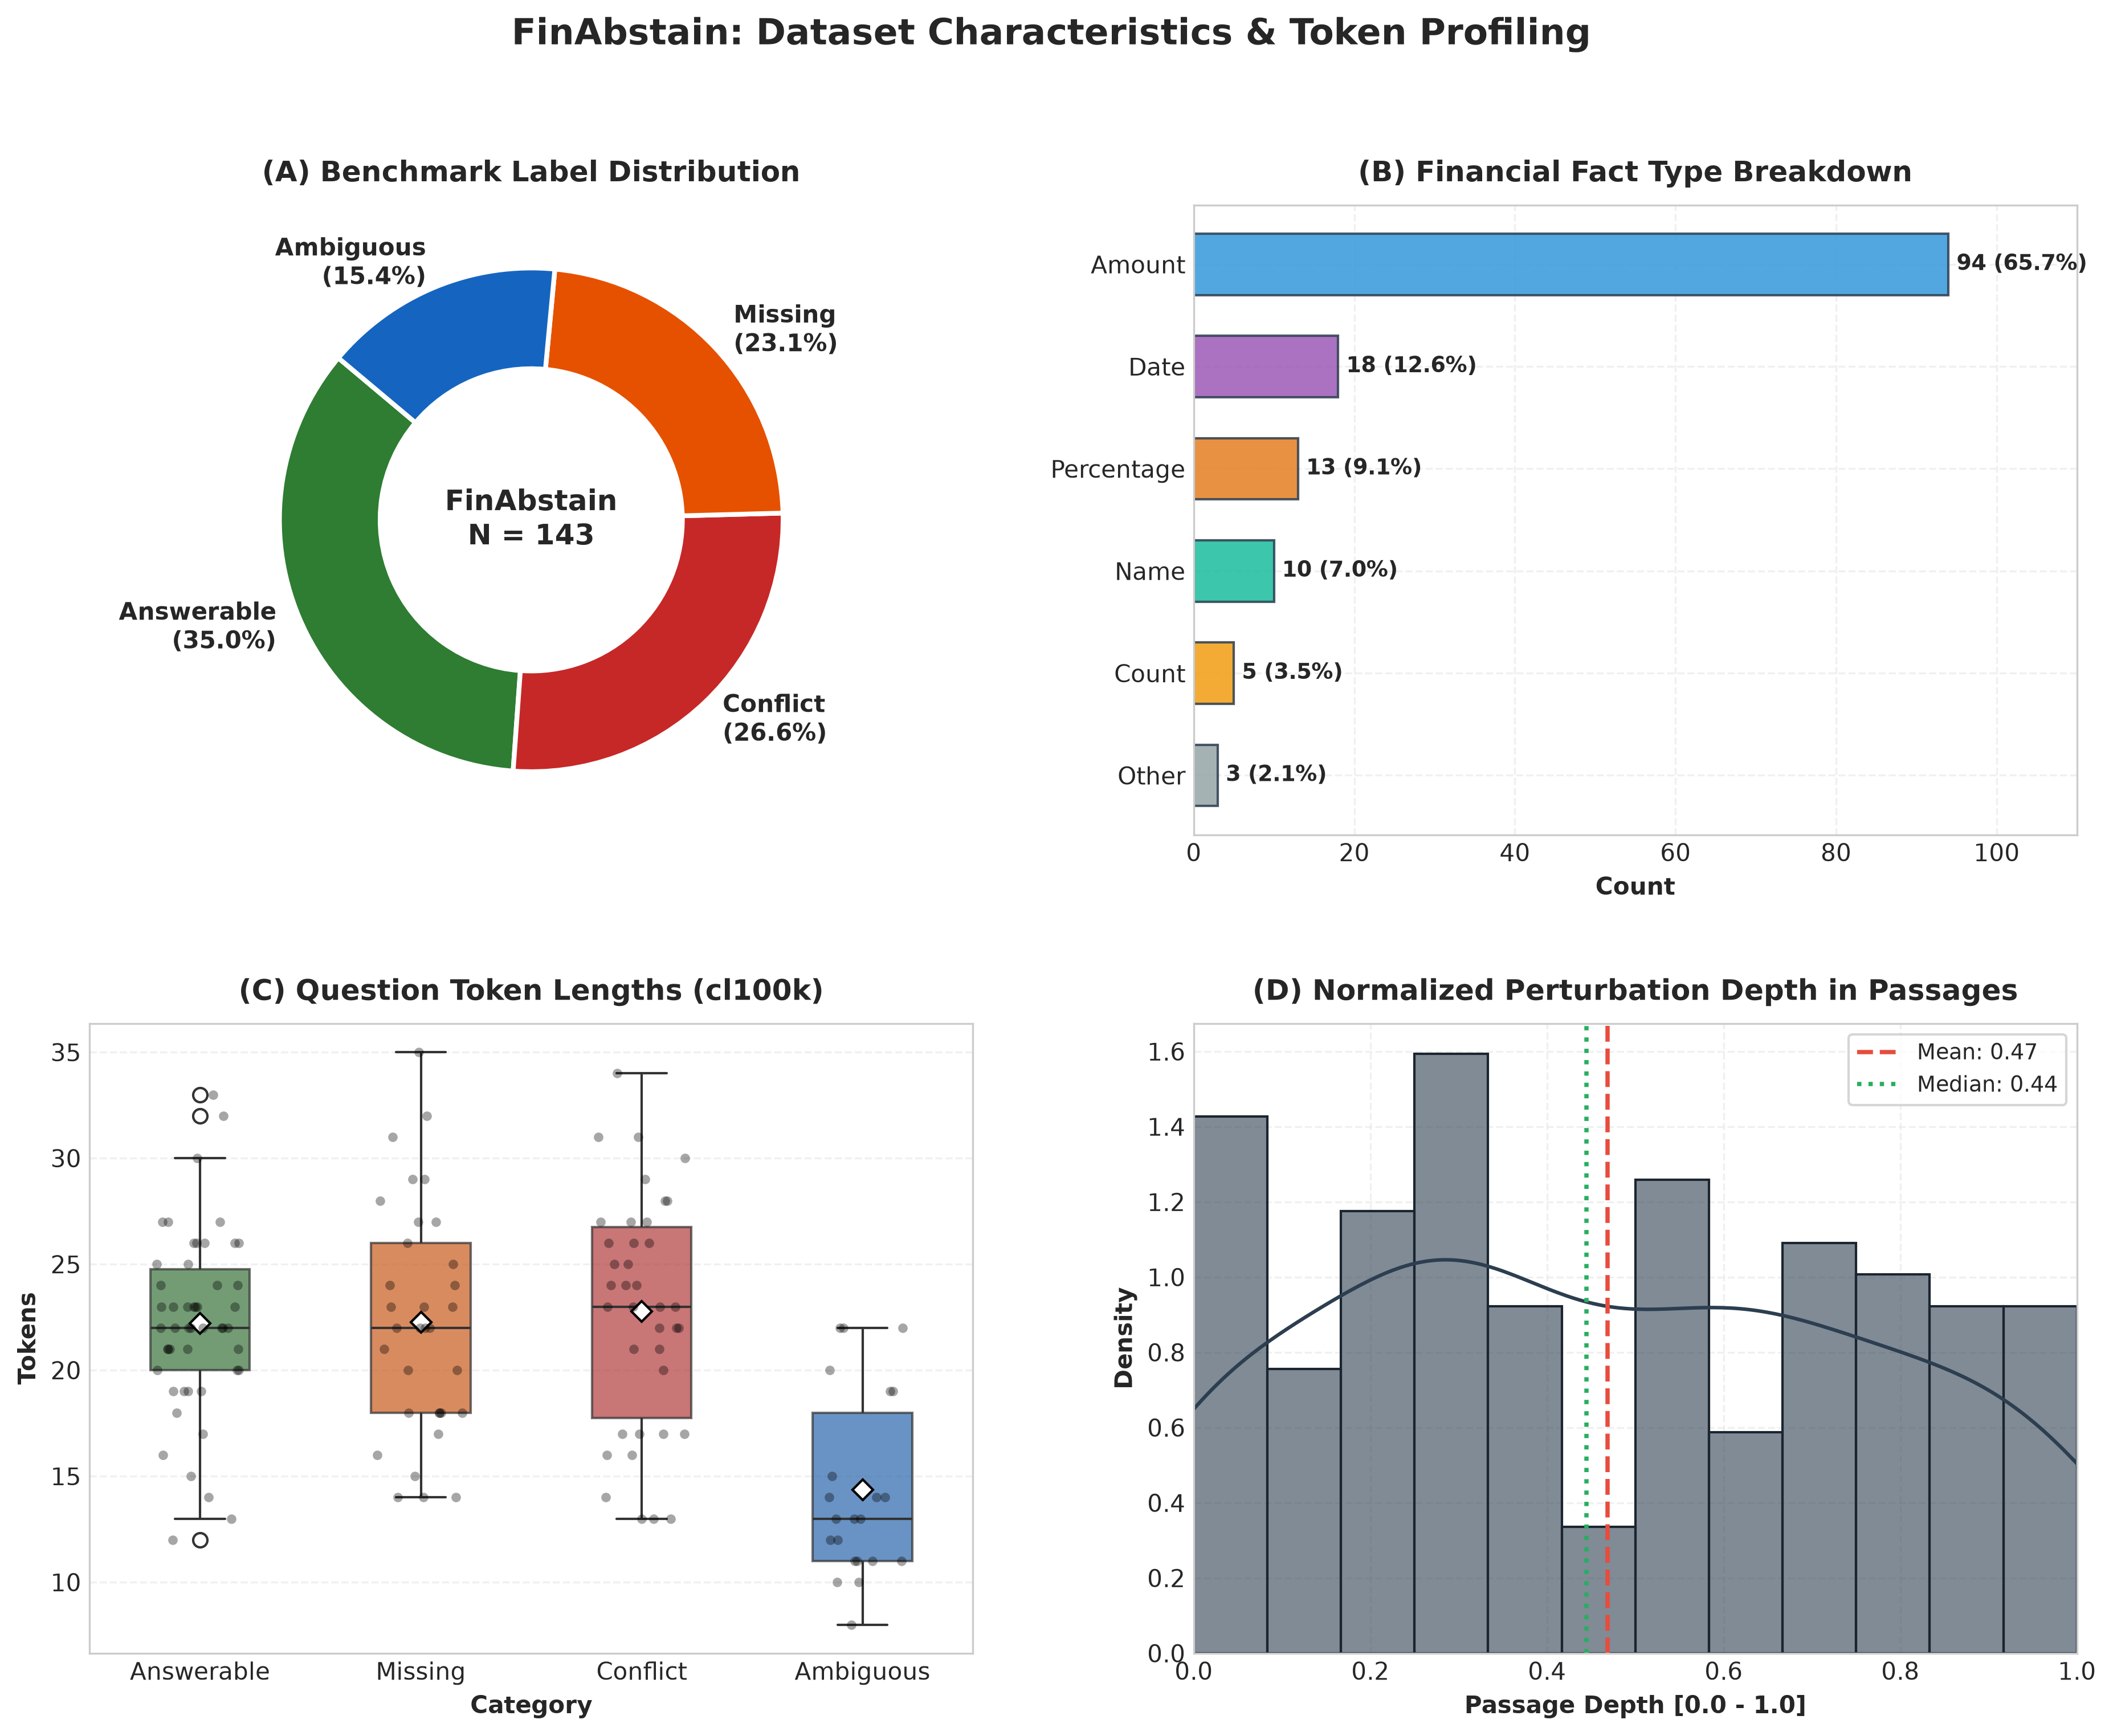 FinAbstain: Dataset Characteristics & Token Profiling
(A) Benchmark Label Distribution
Ambiguous
(15.4%)
Missing
(23.1%)
FinAbstain
N = 143
Answerable
(35.0%)
Conflict
(26.6%)
(B) Financial Fact Type Breakdown
Amount
94 (65.7%)
Date
18 (12.6%)
Percentage
13 (9.1%)
Name
10 (7.0%)
Count
5 (3.5%)
Other
3 (2.1%)
0 20 40 60 80 100
Count
(C) Question Token Lengths (cl100k)
35
30
25
20
15
10
Tokens
Answerable Missing Conflict Ambiguous
Category
(D) Normalized Perturbation Depth in Passages
Mean: 0.47
Median: 0.44
1.6
1.4
1.2
1.0
0.8
0.6
0.4
0.2
0.0
Density
0.0 0.2 0.4 0.6 0.8 1.0
Passage Depth [0.0 - 1.0]